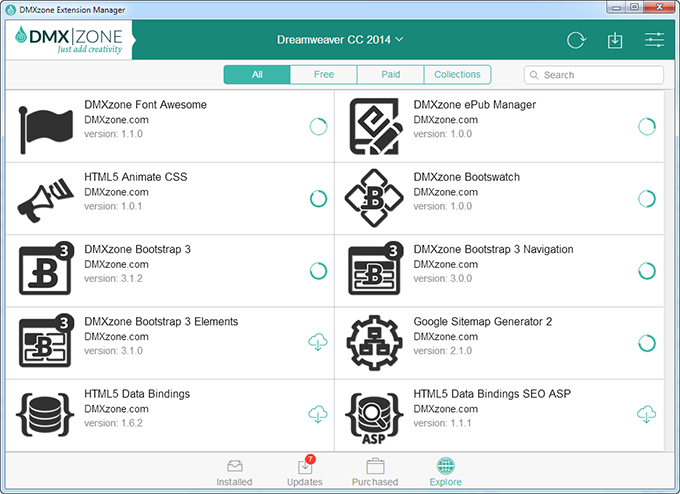 DMXzone Extension Manager
DMX|ZONE
Just add creativity
Dreamweaver CC 2014
All Free Paid Collections Search
DMXzone Font Awesome
DMXzone.com
version: 1.1.0
DMXzone ePub Manager
DMXzone.com
version: 1.0.0
HTML5 Animate CSS
DMXzone.com
version: 1.0.1
DMXzone Bootswatch
DMXzone.com
version: 1.0.0
B
3
DMXzone Bootstrap 3
DMXzone.com
version: 3.1.2
B
3
DMXzone Bootstrap 3 Navigation
DMXzone.com
version: 3.0.0
B
3
DMXzone Bootstrap 3 Elements
DMXzone.com
version: 3.1.0
B
Google Sitemap Generator 2
DMXzone.com
version: 2.1.0
HTML5 Data Bindings
DMXzone.com
version: 1.6.2
ASP
HTML5 Data Bindings SEO ASP
DMXzone.com
version: 1.1.1
7
Installed Updates Purchased Explore